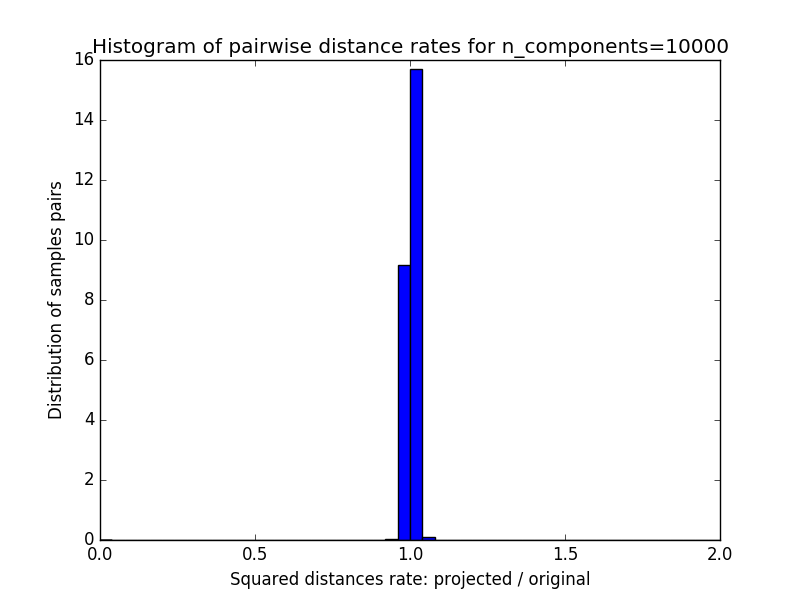 Histogram of pairwise distance rates for n_components=10000
16
14
12
10
8
6
4
2
0
Distribution of samples pairs
0.0 0.5 1.0 1.5 2.0
Squared distances rate: projected / original